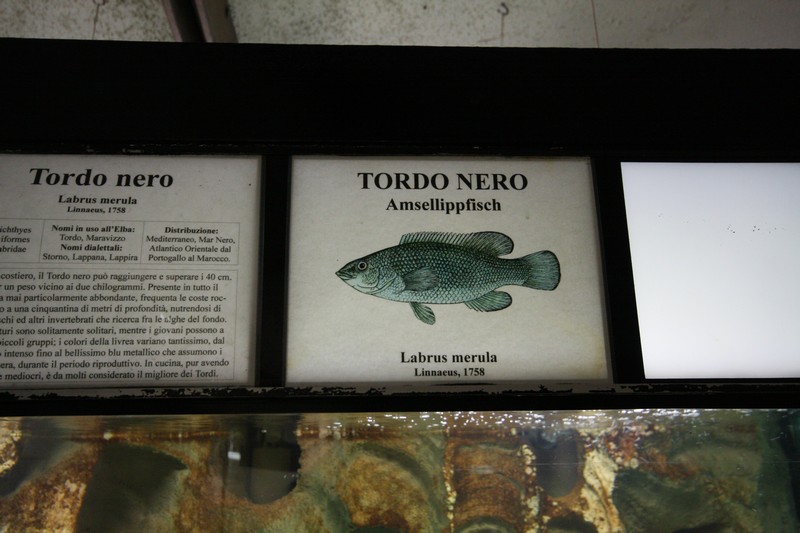 Tordo nero
Labrus merula
Linnaeus, 1758
ichthyes
iformes
abridae
Nomi in uso all'Elba:
Tordo, Maravizzo
Nomi dialettali:
Storno, Lappana, Lappira
Distribuzione:
Mediterraneo, Mar Nero,
Atlantico Orientale dal
Portogallo al Marocco.
costiero, il Tordo nero può raggiungere e superare i 40 cm.
un peso vicino ai due chilogrammi. Presente in tutto il
a mai particolarmente abbondante, frequenta le coste roc-
o a una cinquantina di metri di profondità, nutrendosi di
schi ed altri invertebrati che ricerca fra le alghe del fondo.
turi sono solitamente solitari, mentre i giovani possono a
piccoli gruppi; i colori della livrea variano tantissimo, dal
intenso fino al bellissimo blu metallico che assumono i
era, durante il periodo riproduttivo. In cucina, pur avendo
e mediocri, è da molti considerato il migliore dei Tordi.
TORDO NERO
Amsellippfisch
Labrus merula
Linnaeus, 1758